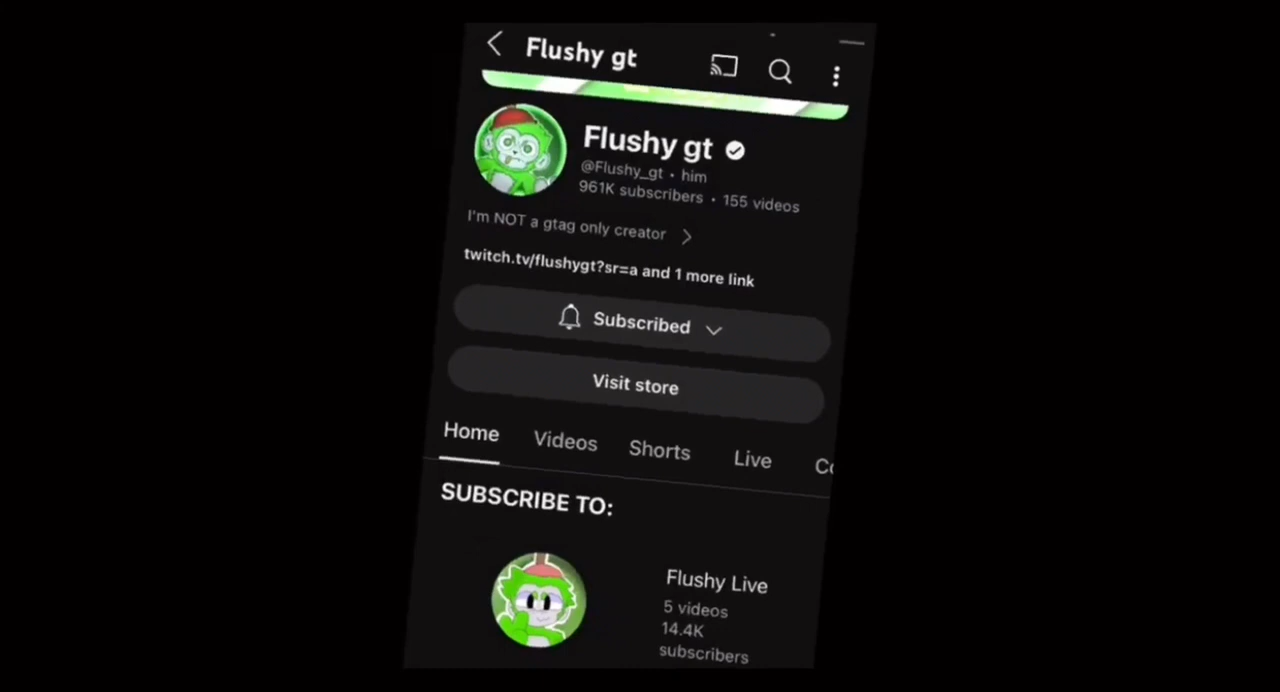 Flushy gt
Flushy gt
@Flushy_gt • him
961K subscribers • 155 videos
I'm NOT a gtag only creator
twitch.tv/flushygt?sr=a and 1 more link
Subscribed
Visit store
Home Videos Shorts Live
SUBSCRIBE TO:
Flushy Live
5 videos
14.4K
subscribers